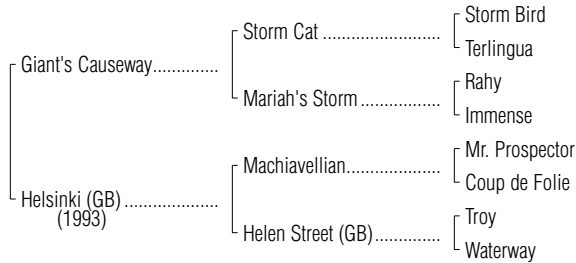 Storm Bird
Storm Cat ......................
Terlingua
Giant's Causeway..............
Rahy
Mariah's Storm ...............
Immense
Mr. Prospector
Machiavellian..................
Coup de Folie
Helsinki (GB) ....................
(1993)
Troy
Helen Street (GB).............
Waterway